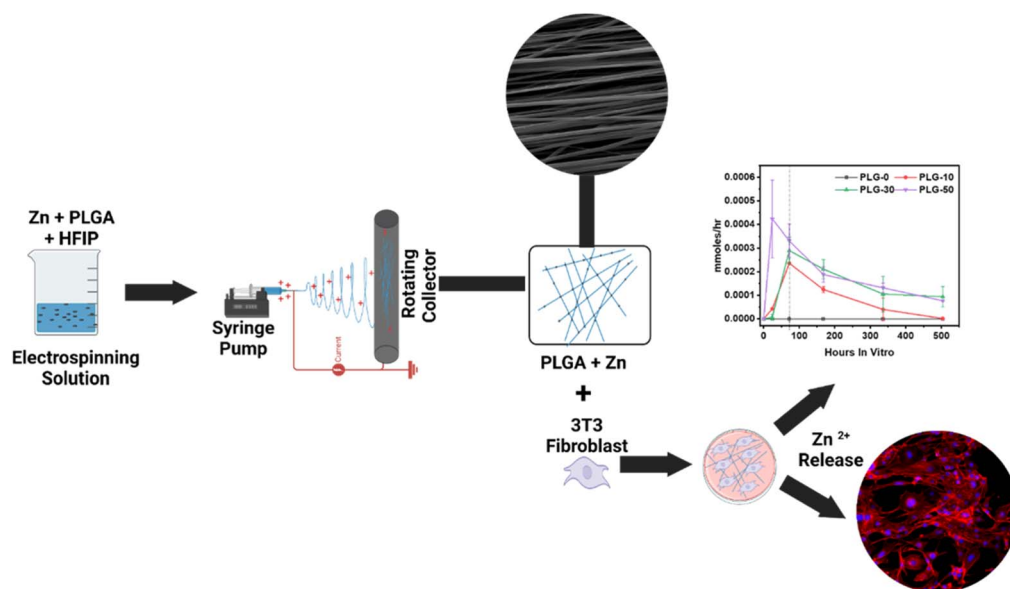 Zn + PLGA
+ HFIP
Electrospinning
Solution
Syringe
Pump
Current
Rotating
Collector
PLGA + Zn
+
3T3
Fibroblast
Zn 2+
Release
PLG-0 PLG-10
PLG-30 PLG-50
mmoles/hr
0.0006
0.0005
0.0004
0.0003
0.0002
0.0001
0.0000
0 100 200 300 400 500
Hours In Vitro